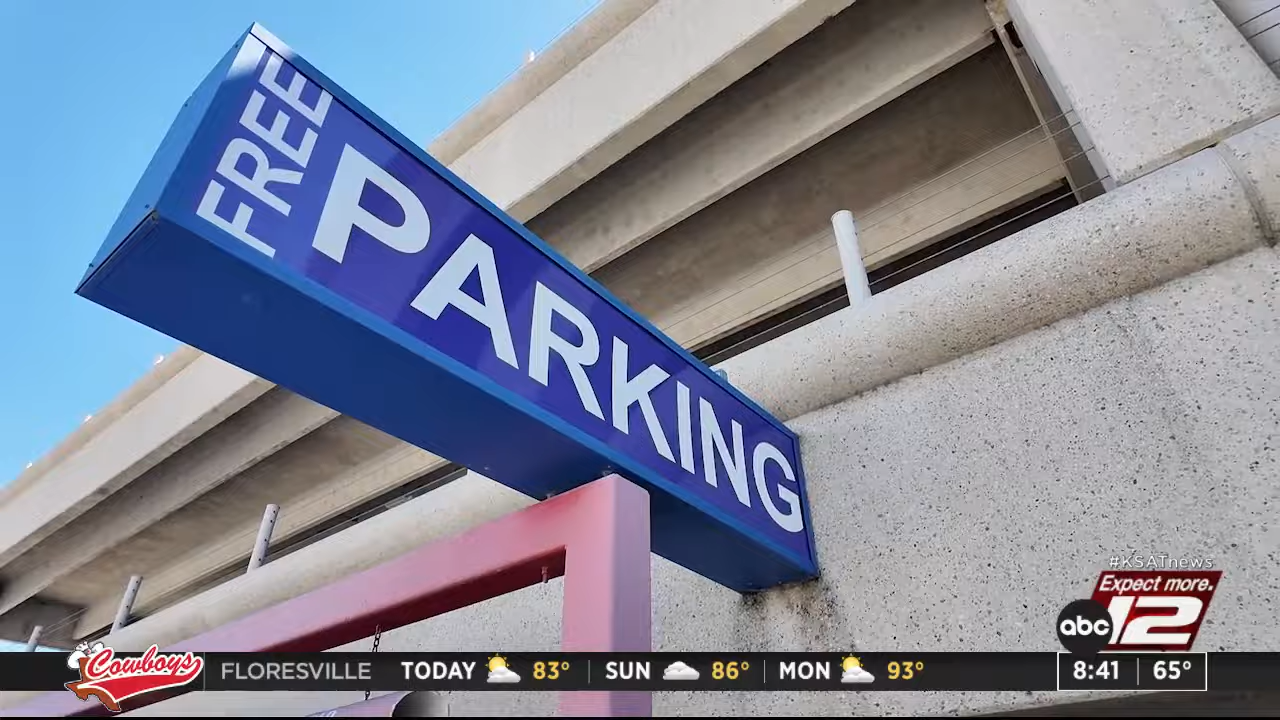 FREE
PARKING
#KSATnews
Expect more.
abc
12
Cowboys
FLORESVILLE TODAY 83° SUN 86° MON 93°
8:41 65°